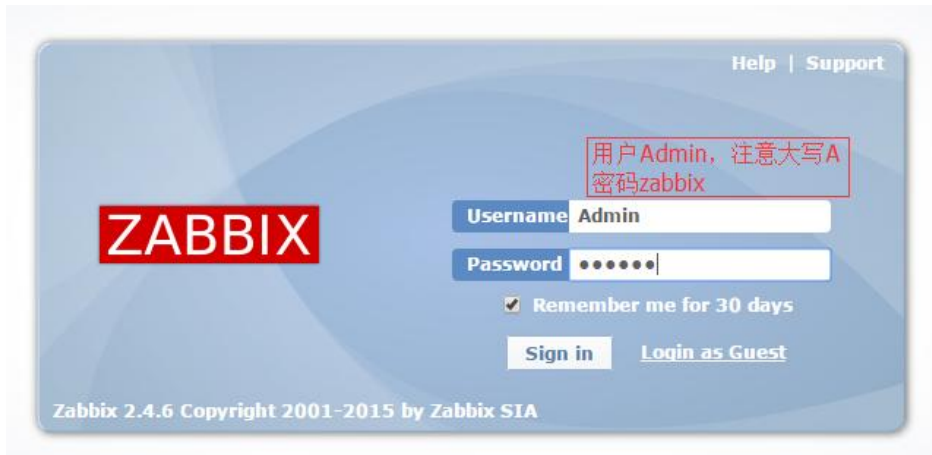 Help | Support
用户Admin，注意大写A
密码zabbix
ZABBIX
Username Admin
Password ●●●●●●
Remember me for 30 days
Sign in Login as Guest
Zabbix 2.4.6 Copyright 2001-2015 by Zabbix SIA